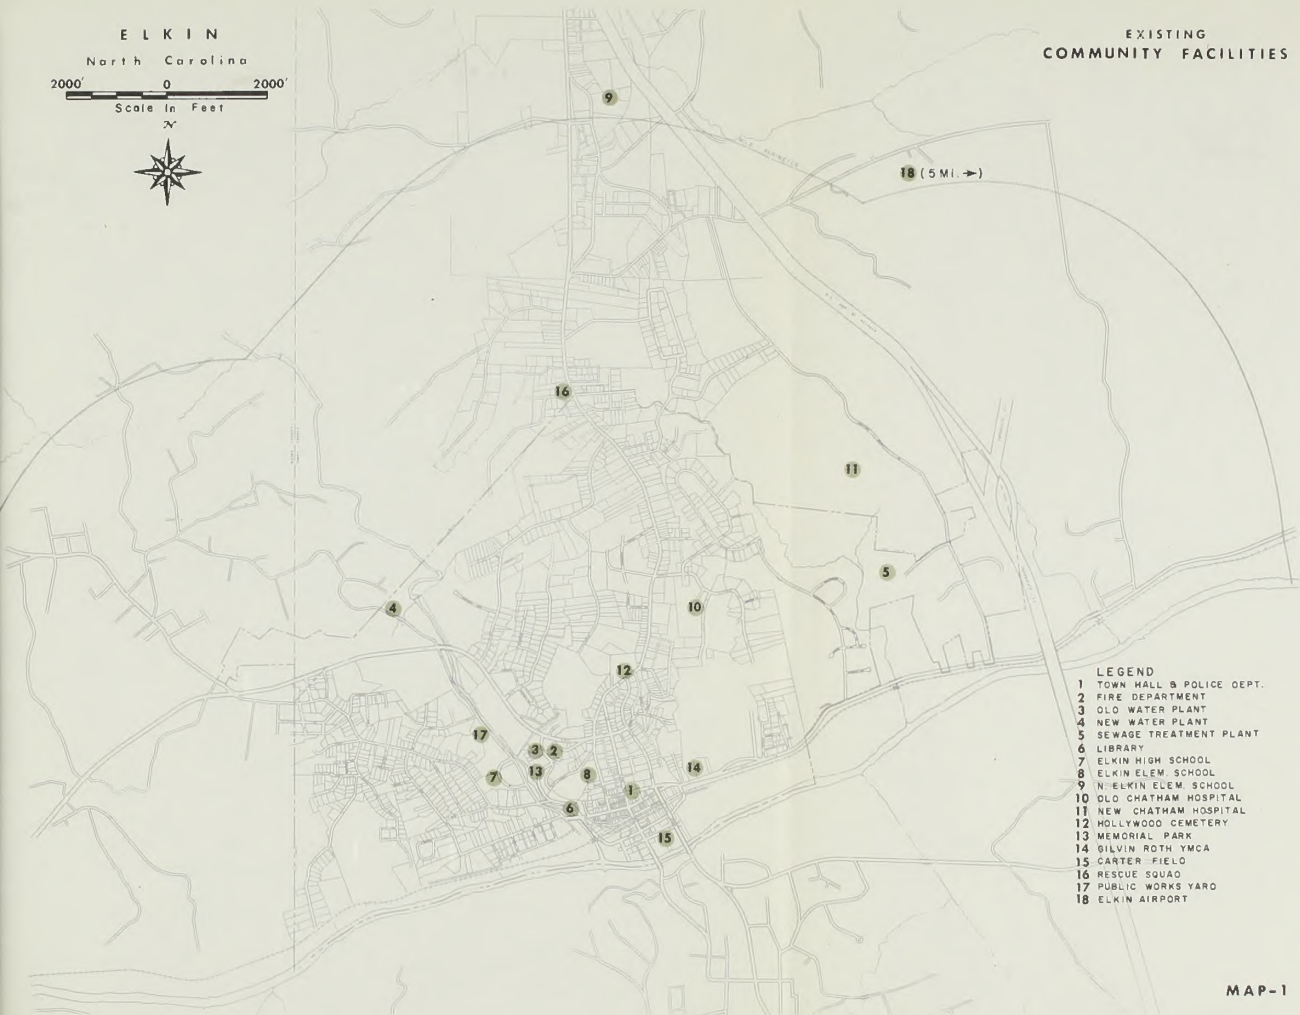 ELKIN
North Carolina
2000' 0 2000'
Scale In Feet
N
EXISTING
COMMUNITY FACILITIES
9
18 (5 Mi. →)
16
11
5
4
10
12
17
3 2
13
7
8
14
1
6
15
LEGEND
1 TOWN HALL & POLICE DEPT.
2 FIRE DEPARTMENT
3 OLD WATER PLANT
4 NEW WATER PLANT
5 SEWAGE TREATMENT PLANT
6 LIBRARY
7 ELKIN HIGH SCHOOL
8 ELKIN ELEM. SCHOOL
9 N. ELKIN ELEM. SCHOOL
10 OLD CHATHAM HOSPITAL
11 NEW CHATHAM HOSPITAL
12 HOLLYWOOD CEMETERY
13 MEMORIAL PARK
14 GILVIN ROTH YMCA
15 CARTER FIELD
16 RESCUE SQUAD
17 PUBLIC WORKS YARD
18 ELKIN AIRPORT
MAP-1